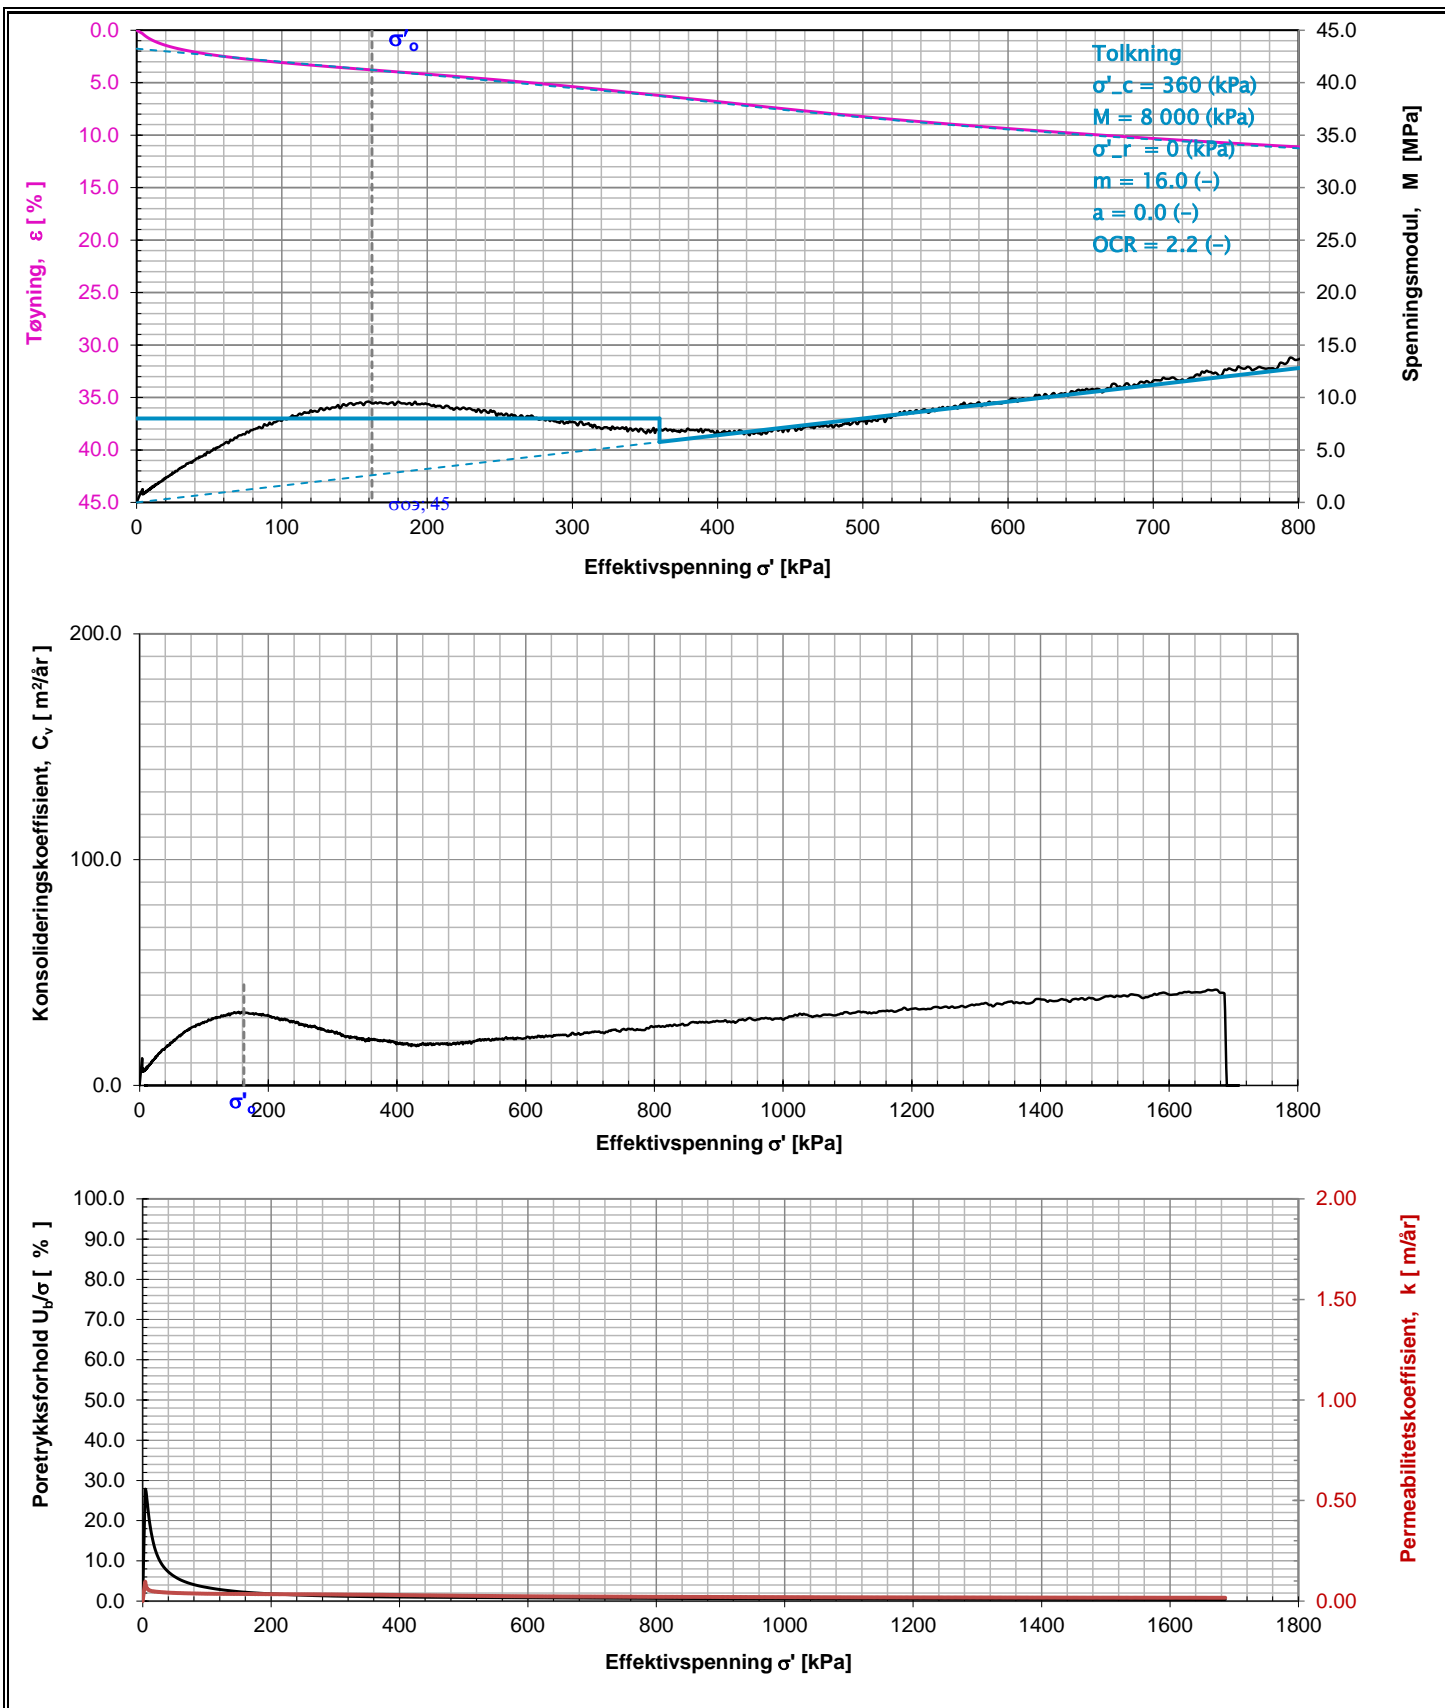 Tøyning, ε [ % ]
0.0
5.0
10.0
15.0
20.0
25.0
30.0
35.0
40.0
45.0
σ'o
Tolkning
σ'_c = 360 (kPa)
M = 8 000 (kPa)
σ'_r = 0 (kPa)
m = 16.0 (–)
a = 0.0 (–)
OCR = 2.2 (–)
45.0
40.0
35.0
30.0
25.0
20.0
15.0
10.0
5.0
0.0
Spenningsmodul, M [MPa]
0 100 200 300 400 500 600 700 800
Effektivspenning σ' [kPa]
Konsolideringskoeffisient, Cv, [ m²/år ]
200.0
100.0
0.0
0 200 400 600 800 1000 1200 1400 1600 1800
σ'o
Effektivspenning σ' [kPa]
Poretrykksforhold Ub/σ [ % ]
100.0
90.0
80.0
70.0
60.0
50.0
40.0
30.0
20.0
10.0
0.0
2.00
1.50
1.00
0.50
0.00
Permeabilitetskoeffisient, k [ m/år]
0 200 400 600 800 1000 1200 1400 1600 1800
Effektivspenning σ' [kPa]